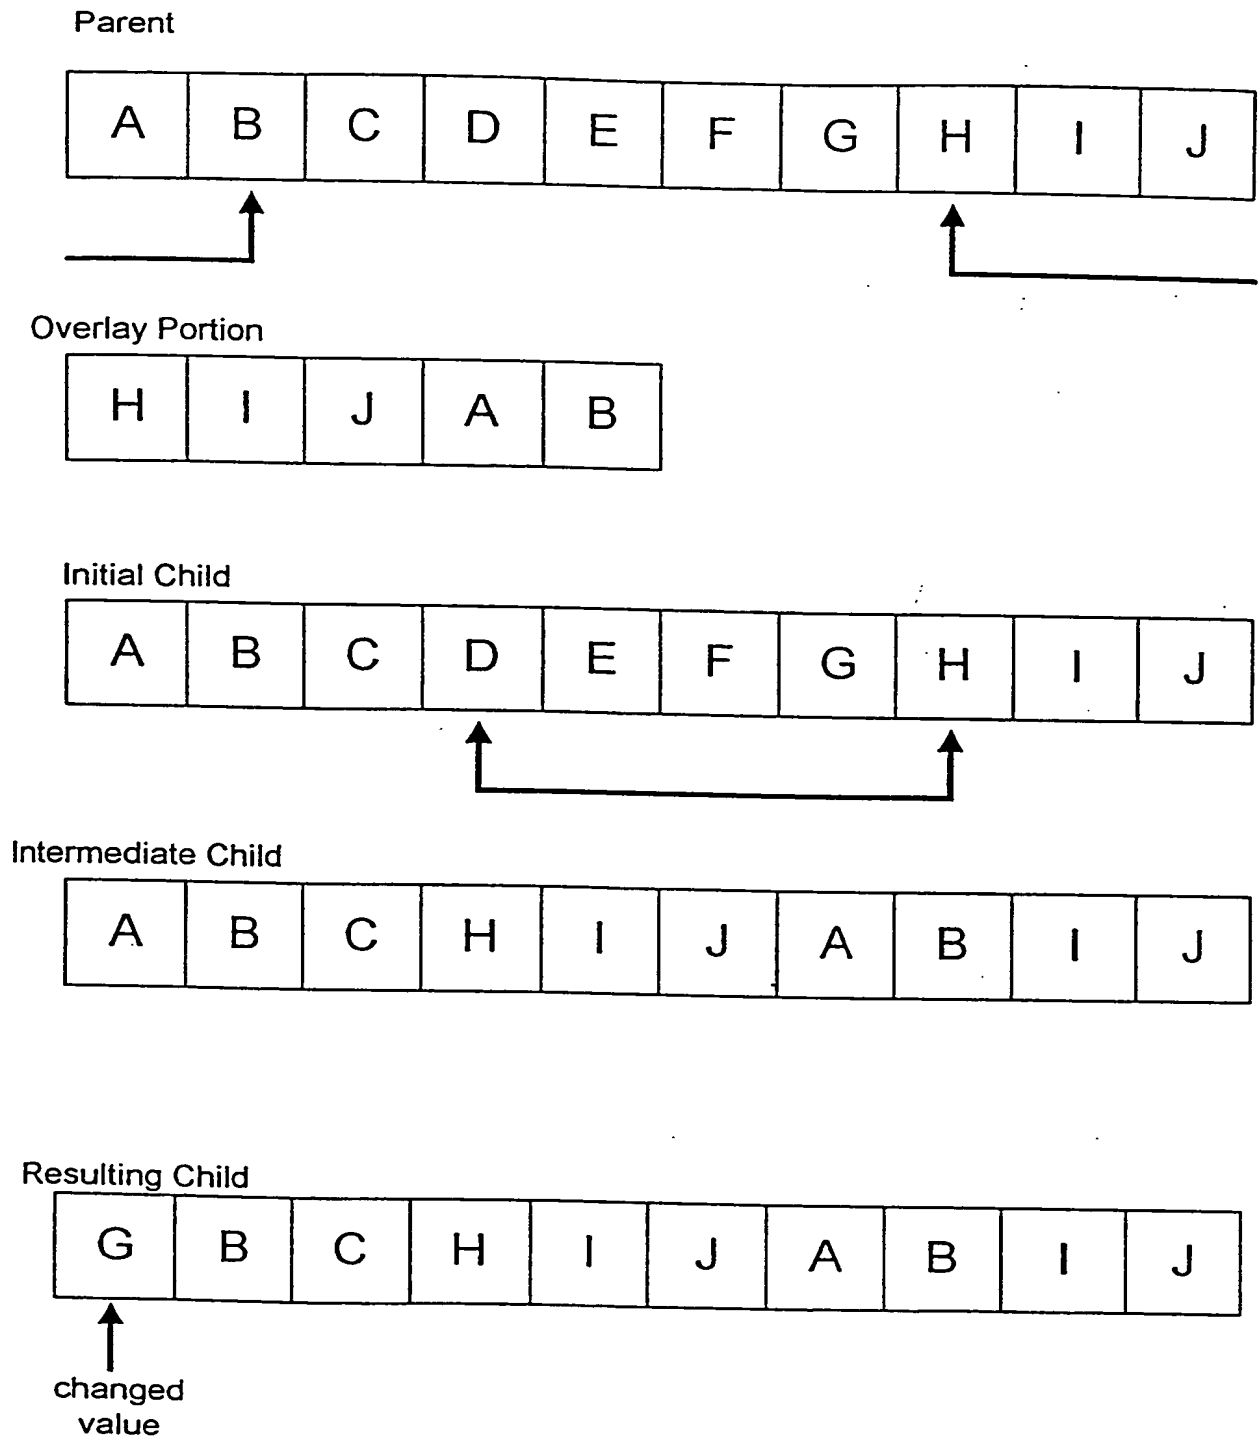 Parent
A B C D E F G H I J
Overlay Portion
H I J A B
Initial Child
A B C D E F G H I J
Intermediate Child
A B C H I J A B I J
Resulting Child
G B C H I J A B I J
changed
value